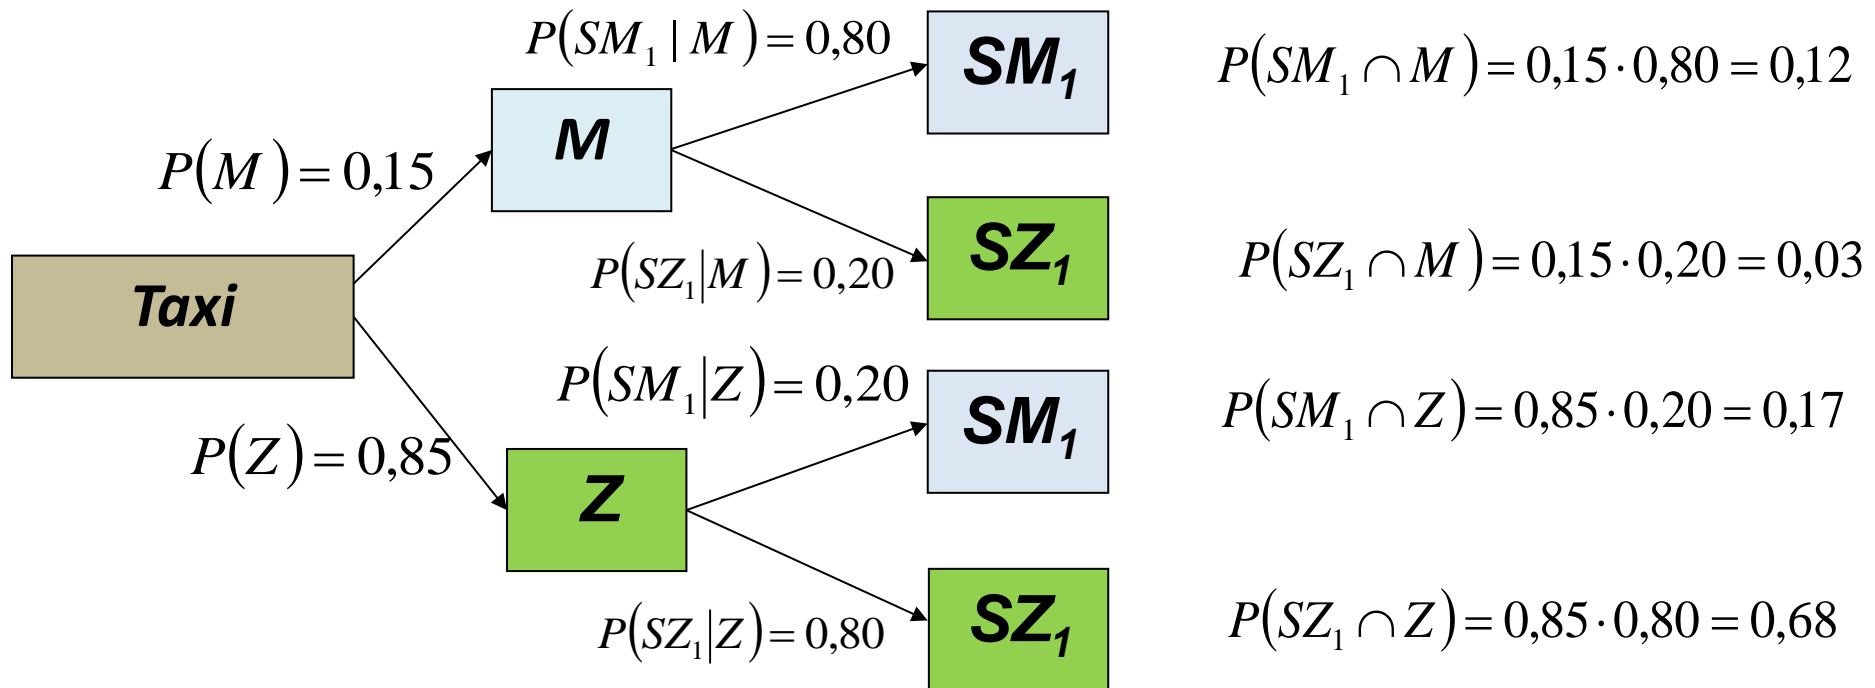 P(SM₁ | M) = 0,80
SM₁
P(SM₁ ∩ M) = 0,15·0,80 = 0,12
M
P(M) = 0,15
SZ₁
P(SZ₁|M) = 0,20
P(SZ₁ ∩ M) = 0,15·0,20 = 0,03
Taxi
P(SM₁|Z) = 0,20
SM₁
P(SM₁ ∩ Z) = 0,85·0,20 = 0,17
P(Z) = 0,85
Z
SZ₁
P(SZ₁|Z) = 0,80
P(SZ₁ ∩ Z) = 0,85·0,80 = 0,68